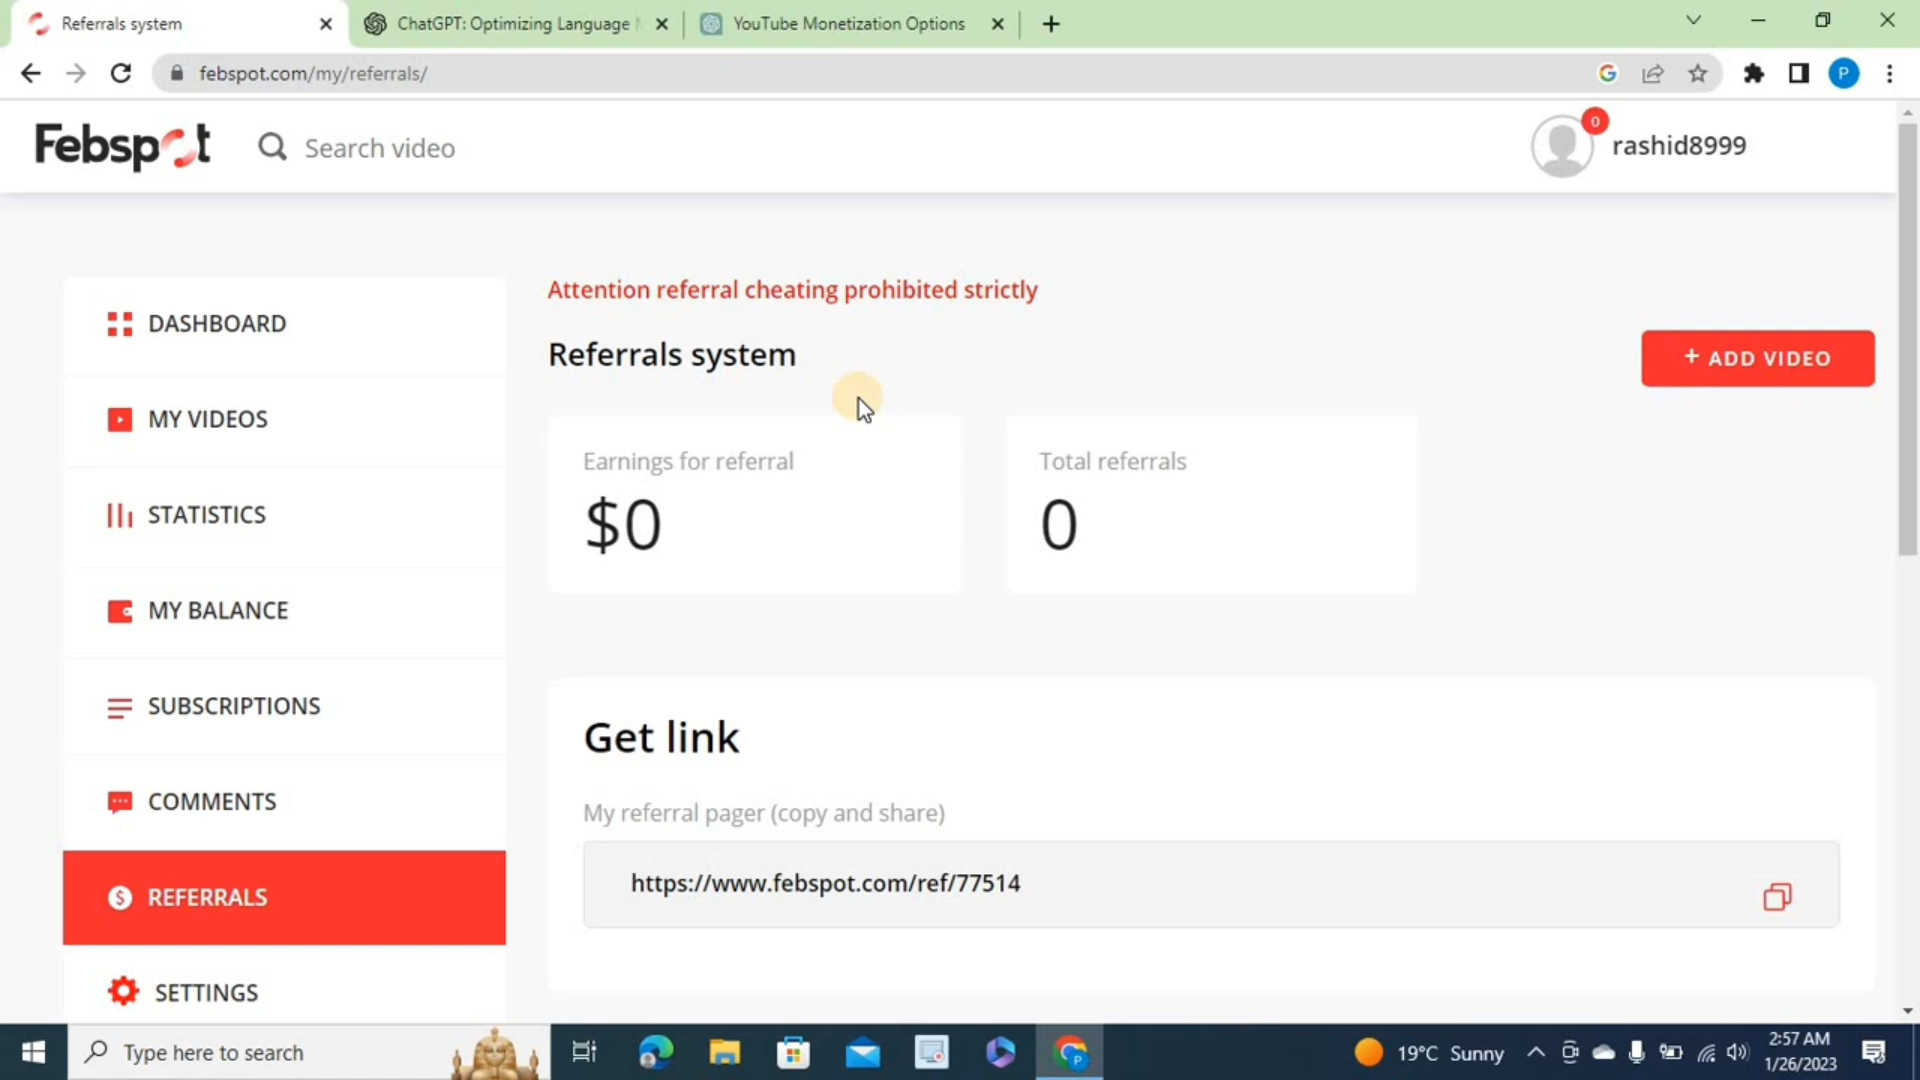 Referrals system
ChatGPT: Optimizing Language
YouTube Monetization Options
febspot.com/my/referrals/
P
Febspot
Search video
0
rashid8999
Attention referral cheating prohibited strictly
DASHBOARD
Referrals system
+ ADD VIDEO
MY VIDEOS
Earnings for referral
Total referrals
$0
0
STATISTICS
MY BALANCE
SUBSCRIPTIONS
Get link
COMMENTS
My referral pager (copy and share)
https://www.febspot.com/ref/77514
REFERRALS
SETTINGS
Type here to search
19°C Sunny
2:57 AM
1/26/2023